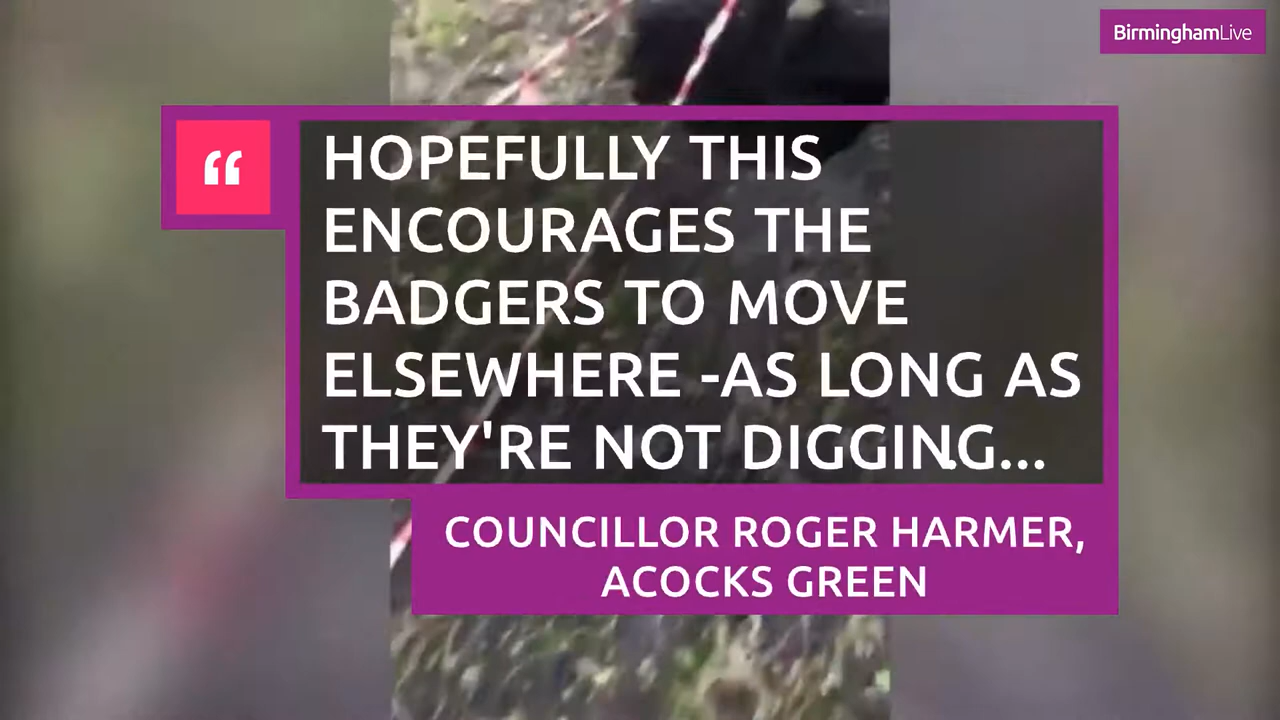 BirminghamLive
“
HOPEFULLY THIS
ENCOURAGES THE
BADGERS TO MOVE
ELSEWHERE -AS LONG AS
THEY'RE NOT DIGGING...
COUNCILLOR ROGER HARMER,
ACOCKS GREEN